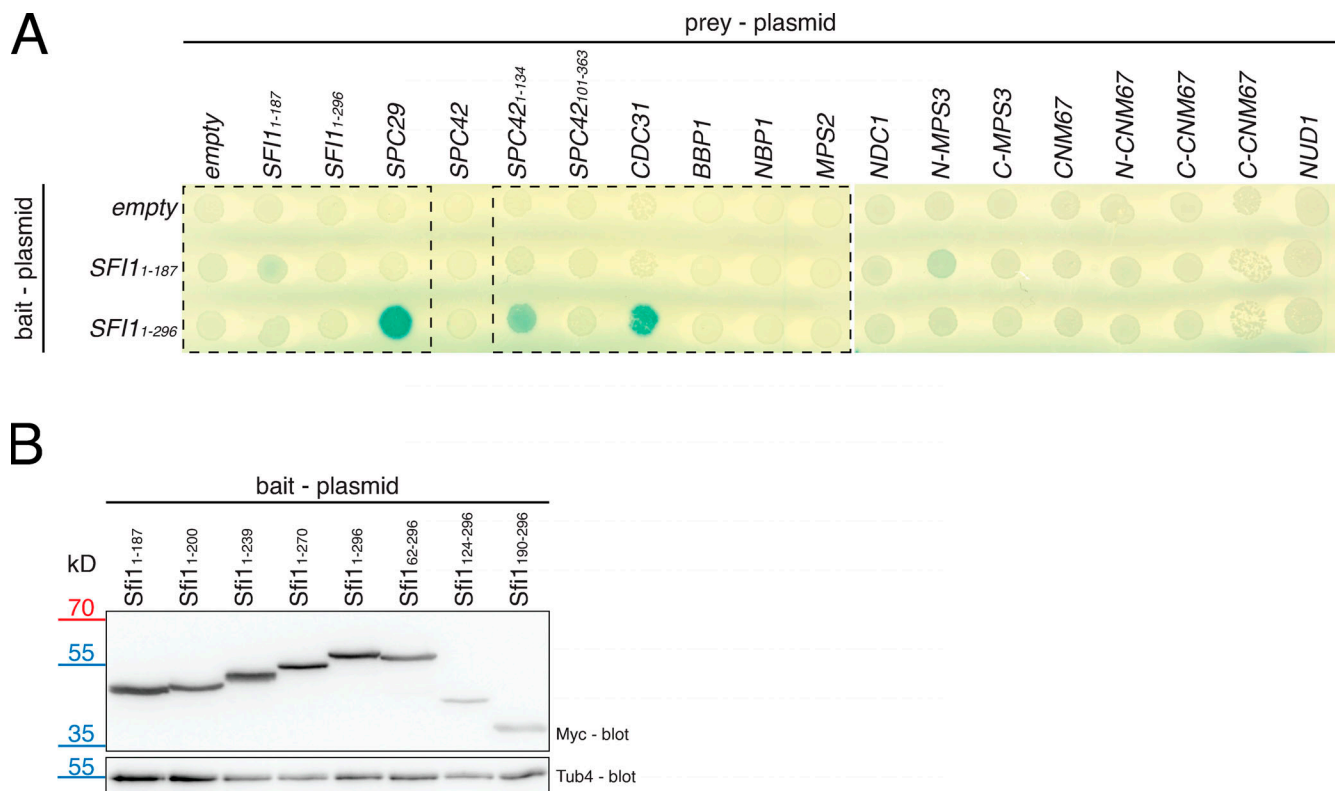 A
prey - plasmid
empty
SFI11-187
SFI11-296
SPC29
SPC42
SPC421-134
SPC42101-363
CDC31
BBP1
NBP1
MPS2
NDC1
N-MPS3
C-MPS3
CNM67
N-CNM67
C-CNM67
C-CNM67
NUD1
bait - plasmid
empty
SFI11-187
SFI11-296
B
bait - plasmid
kD
Sfi11-187
Sfi11-200
Sfi11-239
Sfi11-270
Sfi11-296
Sfi162-296
Sfi1124-296
Sfi1190-296
70
55
35
Myc - blot
55
Tub4 - blot